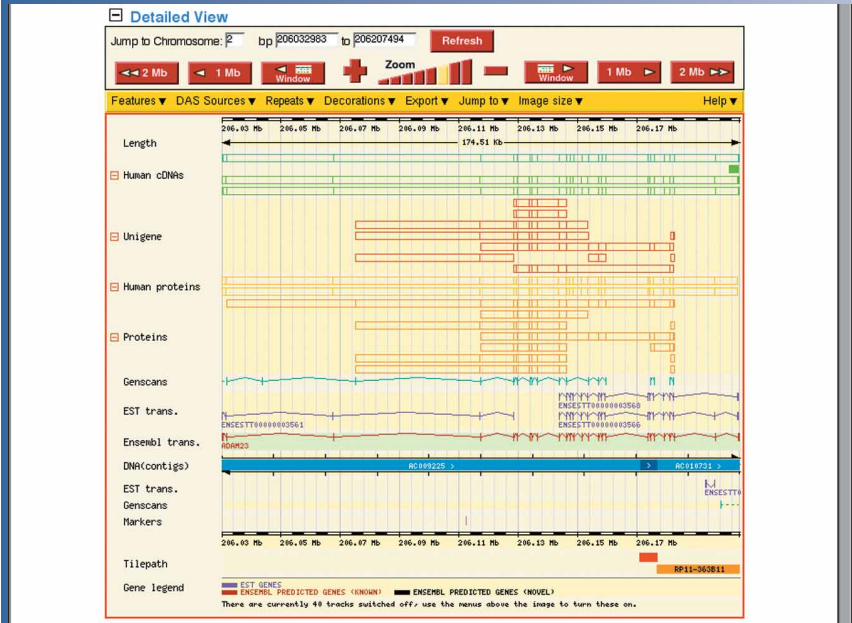 Detailed View
Jump to Chromosome: 2 bp 206032983 to 206207494 Refresh
2 Mb 1 Mb Window Zoom Window 1 Mb 2 Mb
Features DAS Sources Repeats Decorations Export Jump to Image size Help
206.03 Mb 206.05 Mb 206.07 Mb 206.09 Mb 206.11 Mb 206.13 Mb 206.15 Mb 206.17 Mb
Length 174.51 Kb
Human cDNAs
Unigene
Human proteins
Proteins
Genscans
ENSESTT00000003568
EST trans.
ENSESTT00000003561 ENSESTT00000003566
Ensembl trans.
ADAM23
DNA(contigs) AC009225 > > AC010731 >
EST trans.
ENSESTT0
Genscans
Markers
206.03 Mb 206.05 Mb 206.07 Mb 206.09 Mb 206.11 Mb 206.13 Mb 206.15 Mb 206.17 Mb
Tilepath
RP11-363B11
Gene legend EST GENES
ENSEMBL PREDICTED GENES (KNOWN) ENSEMBL PREDICTED GENES (NOVEL)
There are currently 40 tracks switched off, use the menus above the image to turn these on.